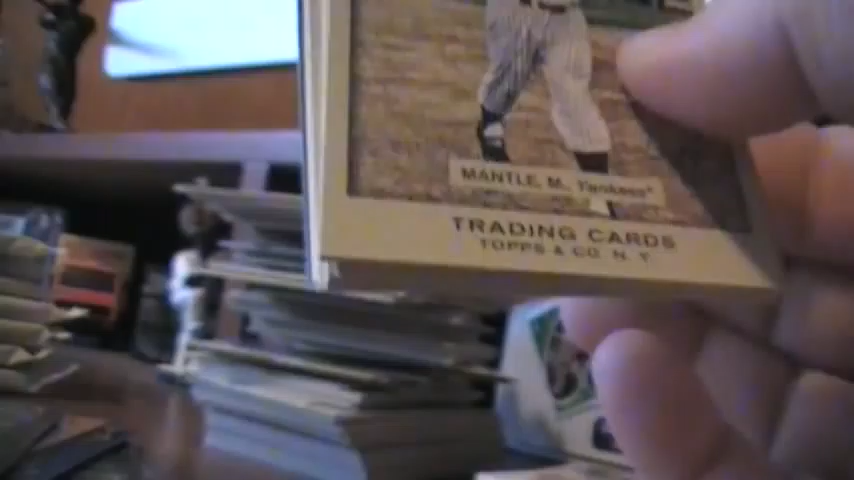 MANTLE, M., Yankees®
TRADING CARDS
TOPPS & CO. N. Y.